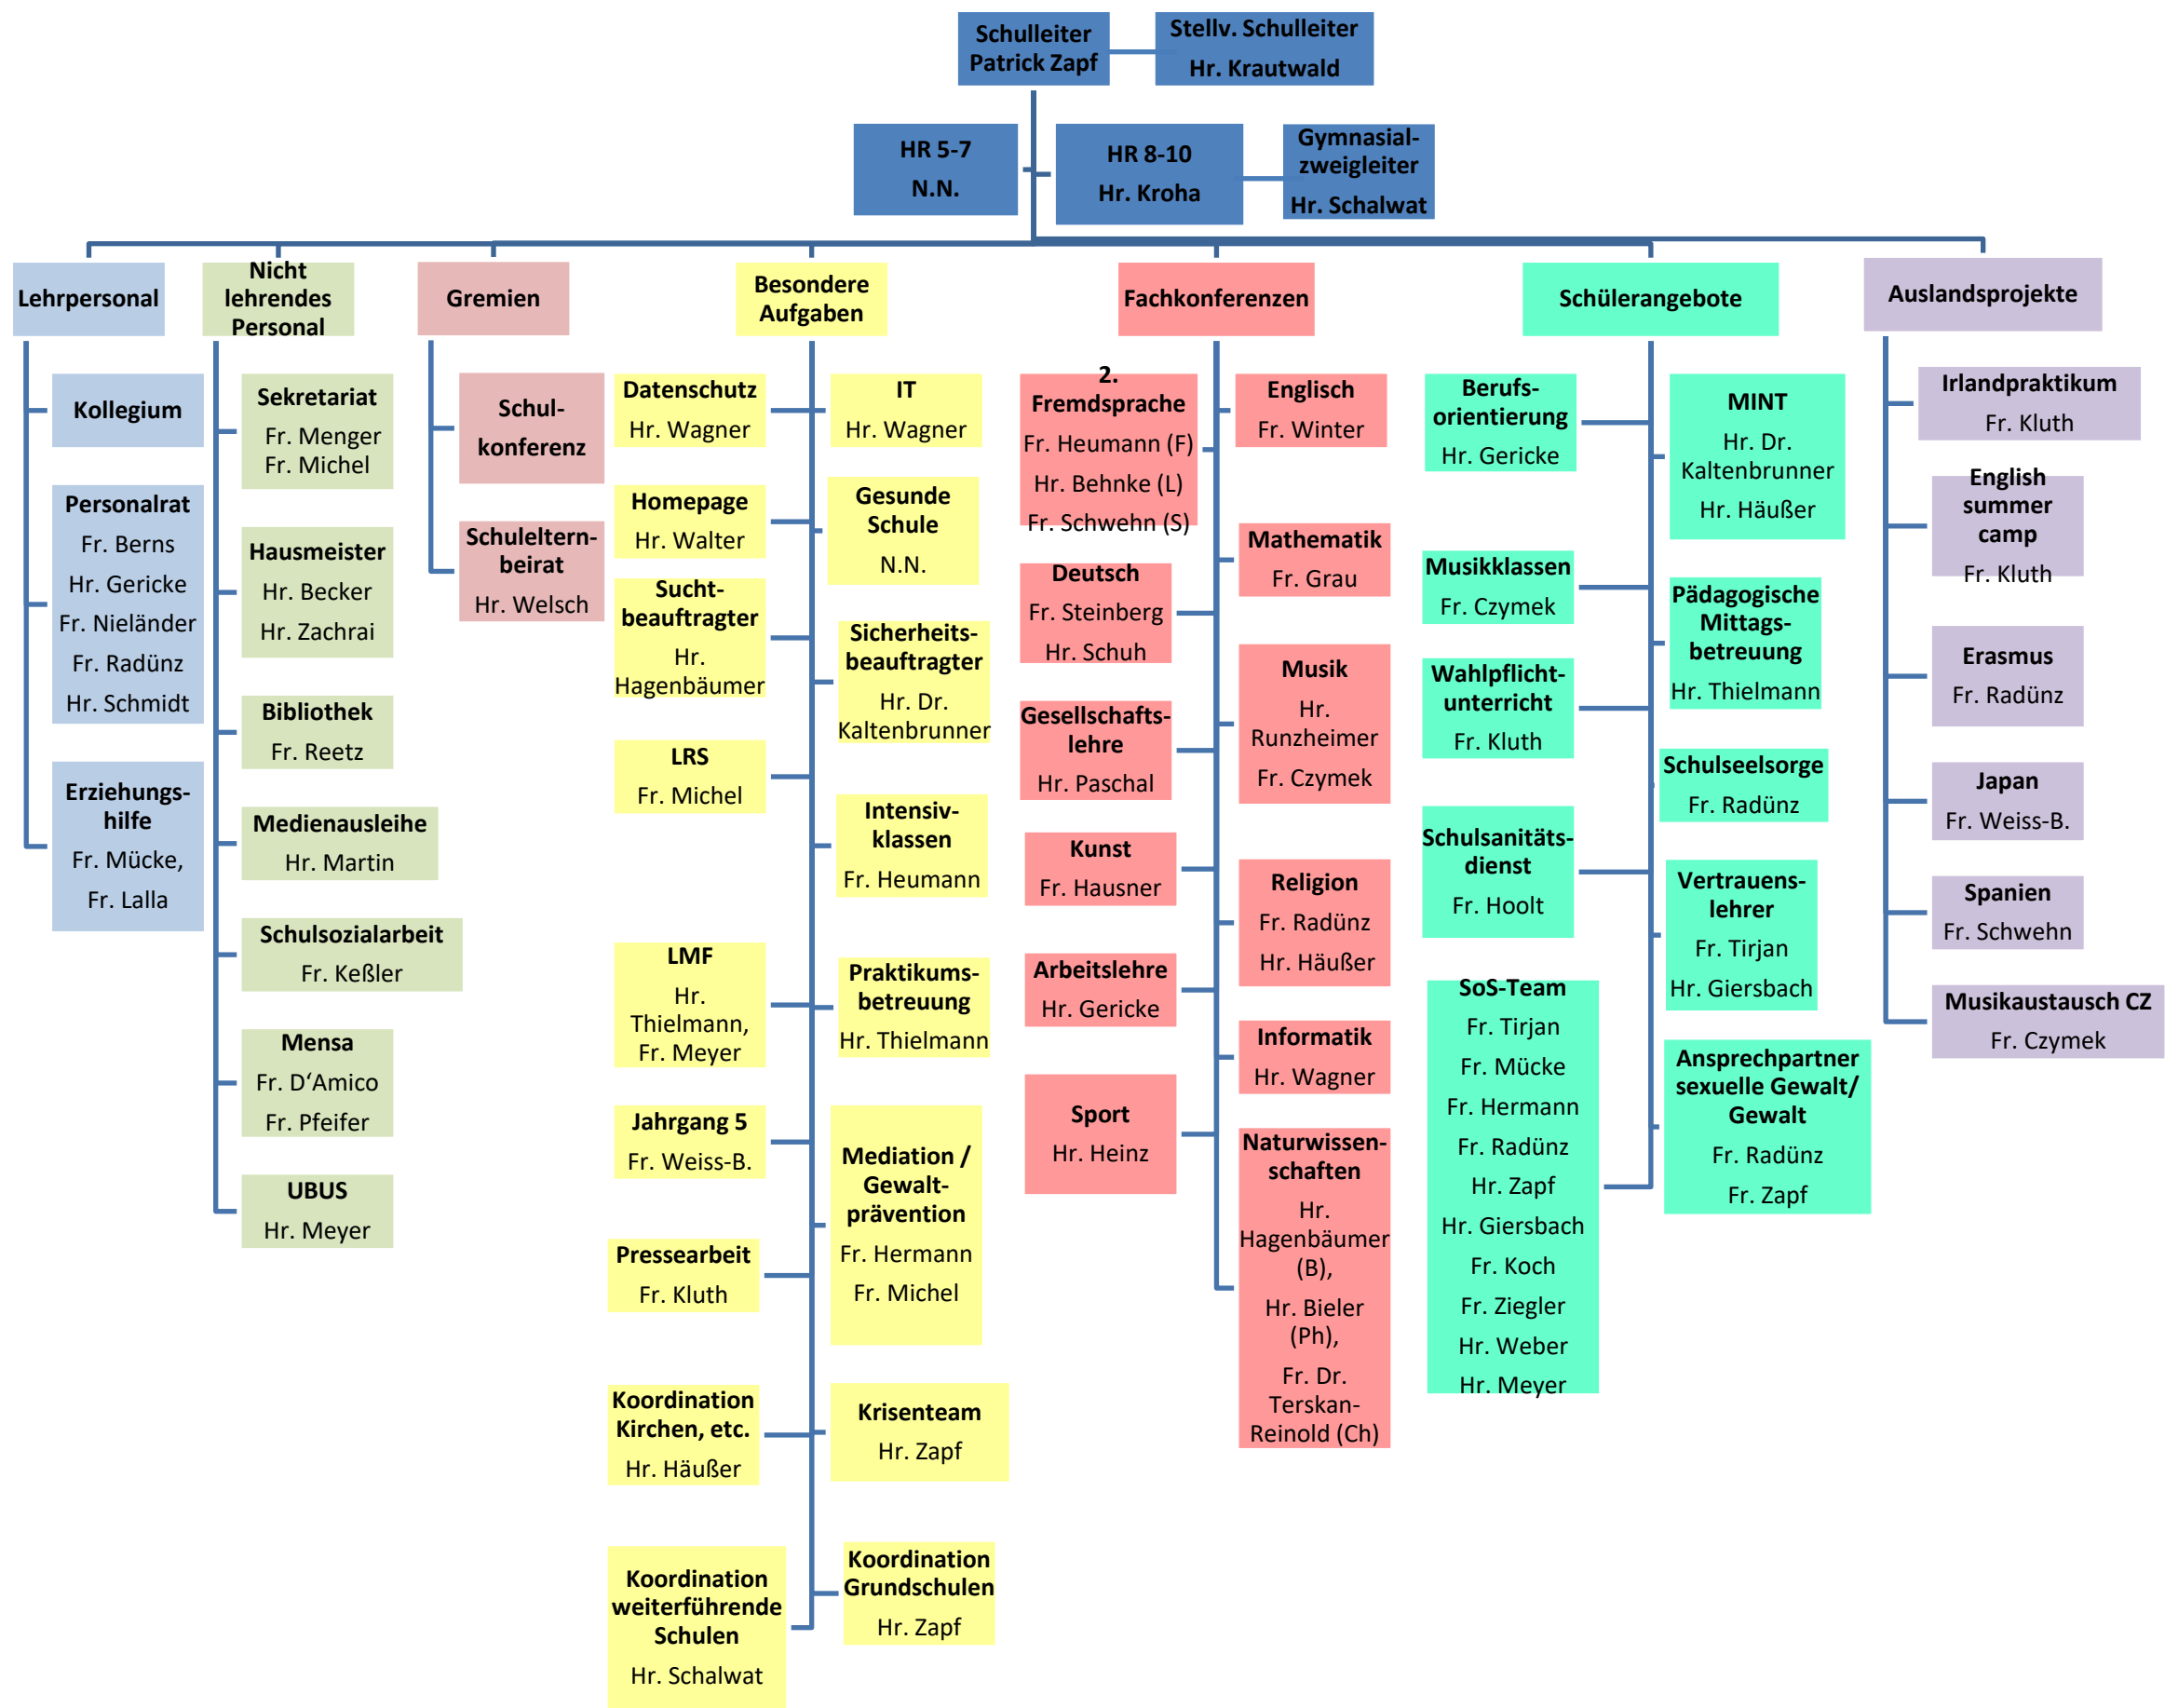 Schulleiter
Patrick Zapf
Stellv. Schulleiter
Hr. Krautwald
HR 5-7
N.N.
HR 8-10
Hr. Kroha
Gymnasial-
zweigleiter
Hr. Schalwat
Lehrpersonal
Kollegium
Personalrat
Fr. Berns
Hr. Gericke
Fr. Nieländer
Fr. Radünz
Hr. Schmidt
Erziehungs-
hilfe
Fr. Mücke,
Fr. Lalla
Nicht
lehrendes
Personal
Sekretariat
Fr. Menger
Fr. Michel
Hausmeister
Hr. Becker
Hr. Zachrai
Bibliothek
Fr. Reetz
Medienausleihe
Hr. Martin
Schulsozialarbeit
Fr. Keßler
Mensa
Fr. D‘Amico
Fr. Pfeifer
UBUS
Hr. Meyer
Gremien
Schul-
konferenz
Schulelternbeirat
Hr. Welsch
Besondere
Aufgaben
Datenschutz
Hr. Wagner
IT
Hr. Wagner
Homepage
Hr. Walter
Gesunde
Schule
N.N.
Sucht-
beauftragter
Hr.
Hagenbäumer
Sicherheits-
beauftragter
Hr. Dr.
Kaltenbrunner
LRS
Fr. Michel
Intensiv-
klassen
Fr. Heumann
LMF
Hr.
Thielmann,
Fr. Meyer
Praktikums-
betreuung
Hr. Thielmann
Jahrgang 5
Fr. Weiss-B.
Mediation /
Gewalt-
prävention
Fr. Hermann
Fr. Michel
Pressearbeit
Fr. Kluth
Koordination
Kirchen, etc.
Hr. Häußer
Krisenteam
Hr. Zapf
Koordination
weiterführende
Schulen
Hr. Schalwat
Koordination
Grundschulen
Hr. Zapf
Fachkonferenzen
2.
Fremdsprache
Fr. Heumann (F)
Hr. Behnke (L)
Fr. Schwehn (S)
Englisch
Fr. Winter
Mathematik
Fr. Grau
Deutsch
Fr. Steinberg
Hr. Schuh
Musik
Hr.
Runzheimer
Fr. Czymek
Gesellschafts-
lehre
Hr. Paschal
Kunst
Fr. Hausner
Religion
Fr. Radünz
Hr. Häußer
Arbeitslehre
Hr. Gericke
Informatik
Hr. Wagner
Sport
Hr. Heinz
Naturwissen-
schaften
Hr.
Hagenbäumer
(B),
Hr. Bieler
(Ph),
Fr. Dr.
Terskan-
Reinold (Ch)
Schülerangebote
Berufs-
orientierung
Hr. Gericke
MINT
Hr. Dr.
Kaltenbrunner
Hr. Häußer
Musikklassen
Fr. Czymek
Pädagogische
Mittags-
betreuung
Hr. Thielmann
Wahlpflicht-
unterricht
Fr. Kluth
Schulseelsorge
Fr. Radünz
Schulsanitäts-
dienst
Fr. Hoolt
Vertrauens-
lehrer
Fr. Tirjan
Hr. Giersbach
SoS-Team
Fr. Tirjan
Fr. Mücke
Fr. Hermann
Fr. Radünz
Hr. Zapf
Hr. Giersbach
Fr. Koch
Fr. Ziegler
Hr. Weber
Hr. Meyer
Ansprechpartner
sexuelle Gewalt/
Gewalt
Fr. Radünz
Fr. Zapf
Auslandsprojekte
Irlandpraktikum
Fr. Kluth
English
summer
camp
Fr. Kluth
Erasmus
Fr. Radünz
Japan
Fr. Weiss-B.
Spanien
Fr. Schwehn
Musikaustausch CZ
Fr. Czymek